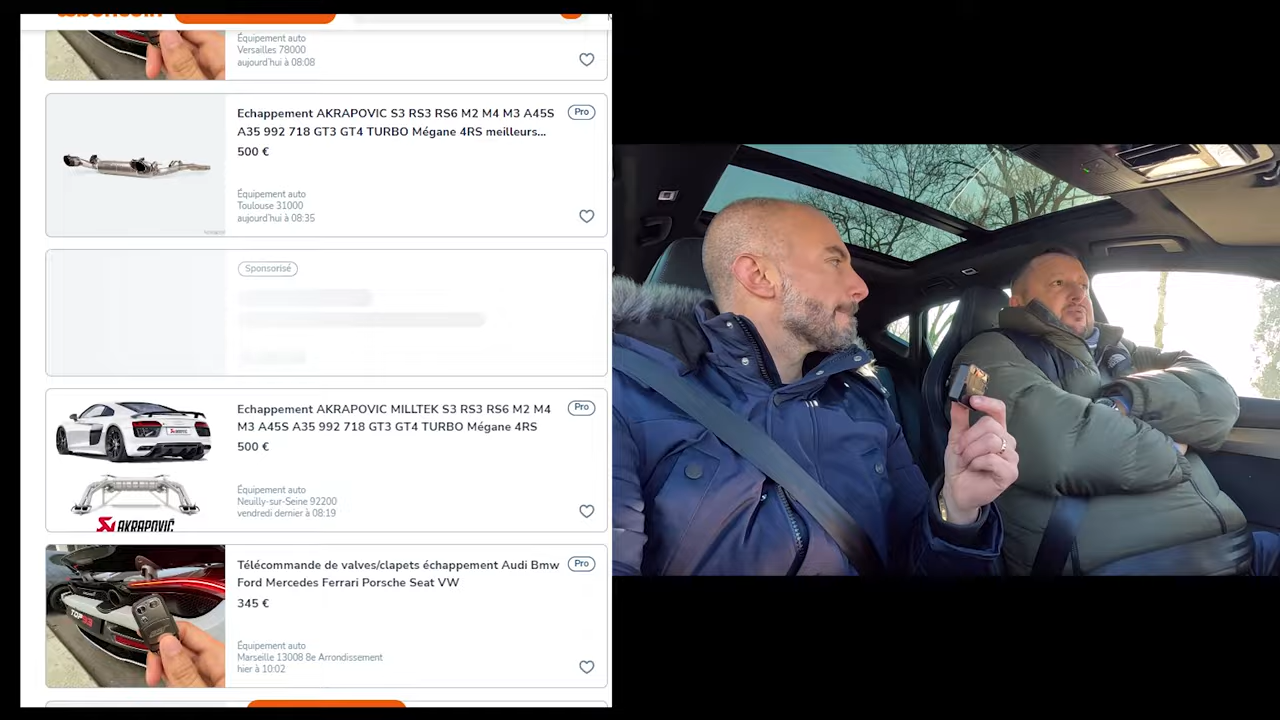 Équipement auto
Versailles 78000
aujourd'hui à 08:08
Echappement AKRAPOVIC S3 RS3 RS6 M2 M4 M3 A45S
A35 992 718 GT3 GT4 TURBO Mégane 4RS meilleurs...
Pro
500 €
Équipement auto
Toulouse 31000
aujourd'hui à 08:35
Sponsorisé
Echappement AKRAPOVIC MILLTEK S3 RS3 RS6 M2 M4
M3 A45S A35 992 718 GT3 GT4 TURBO Mégane 4RS
Pro
500 €
Équipement auto
Neuilly-sur-Seine 92200
vendredi dernier à 08:19
AKRAPOVIČ
Télécommande de valves/clapets échappement Audi Bmw
Ford Mercedes Ferrari Porsche Seat VW
Pro
345 €
Équipement auto
Marseille 13008 8e Arrondissement
hier à 10:02